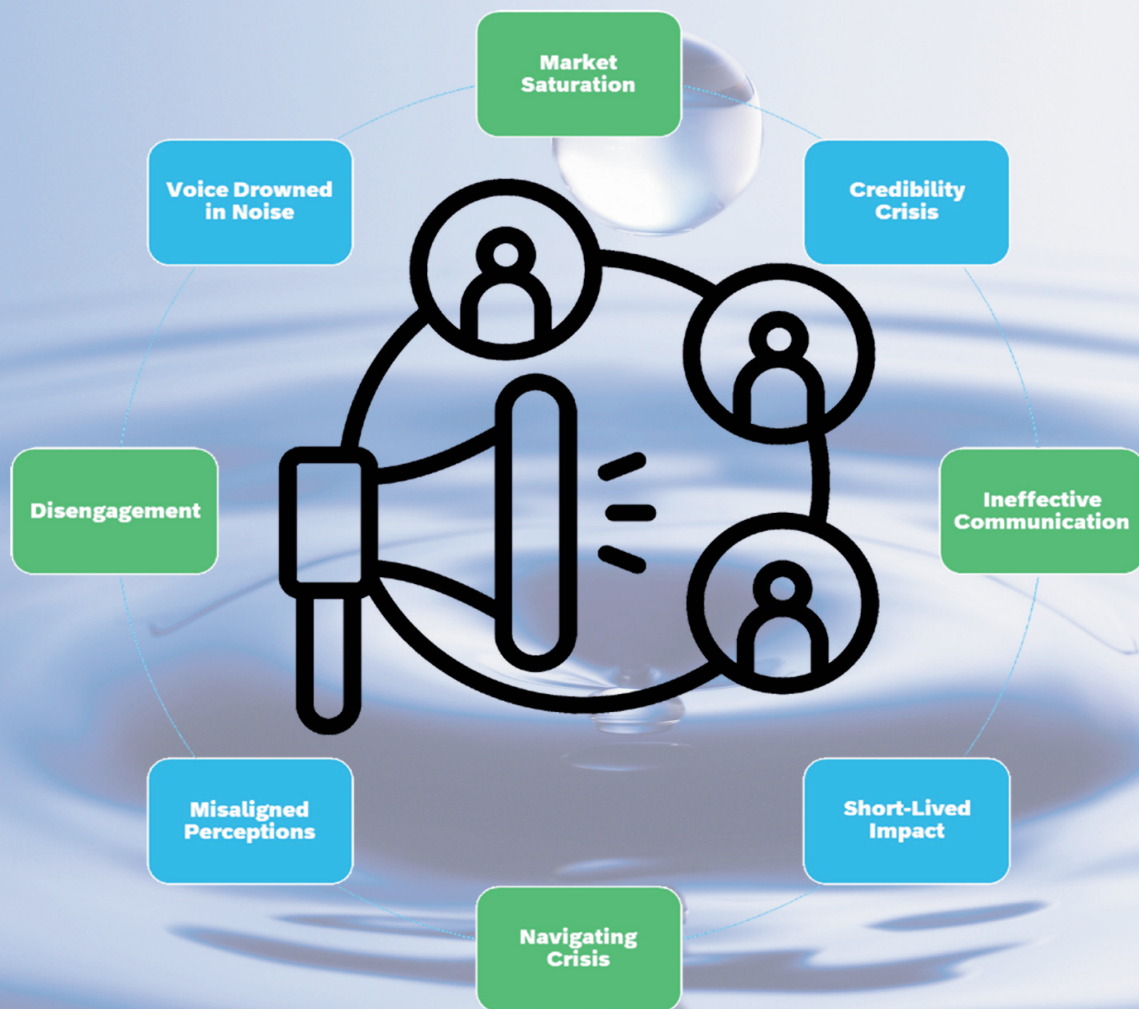 Market
Saturation
Credibility
Crisis
Ineffective
Communication
Short-Lived
Impact
Navigating
Crisis
Misaligned
Perceptions
Disengagement
Voice Drowned
in Noise